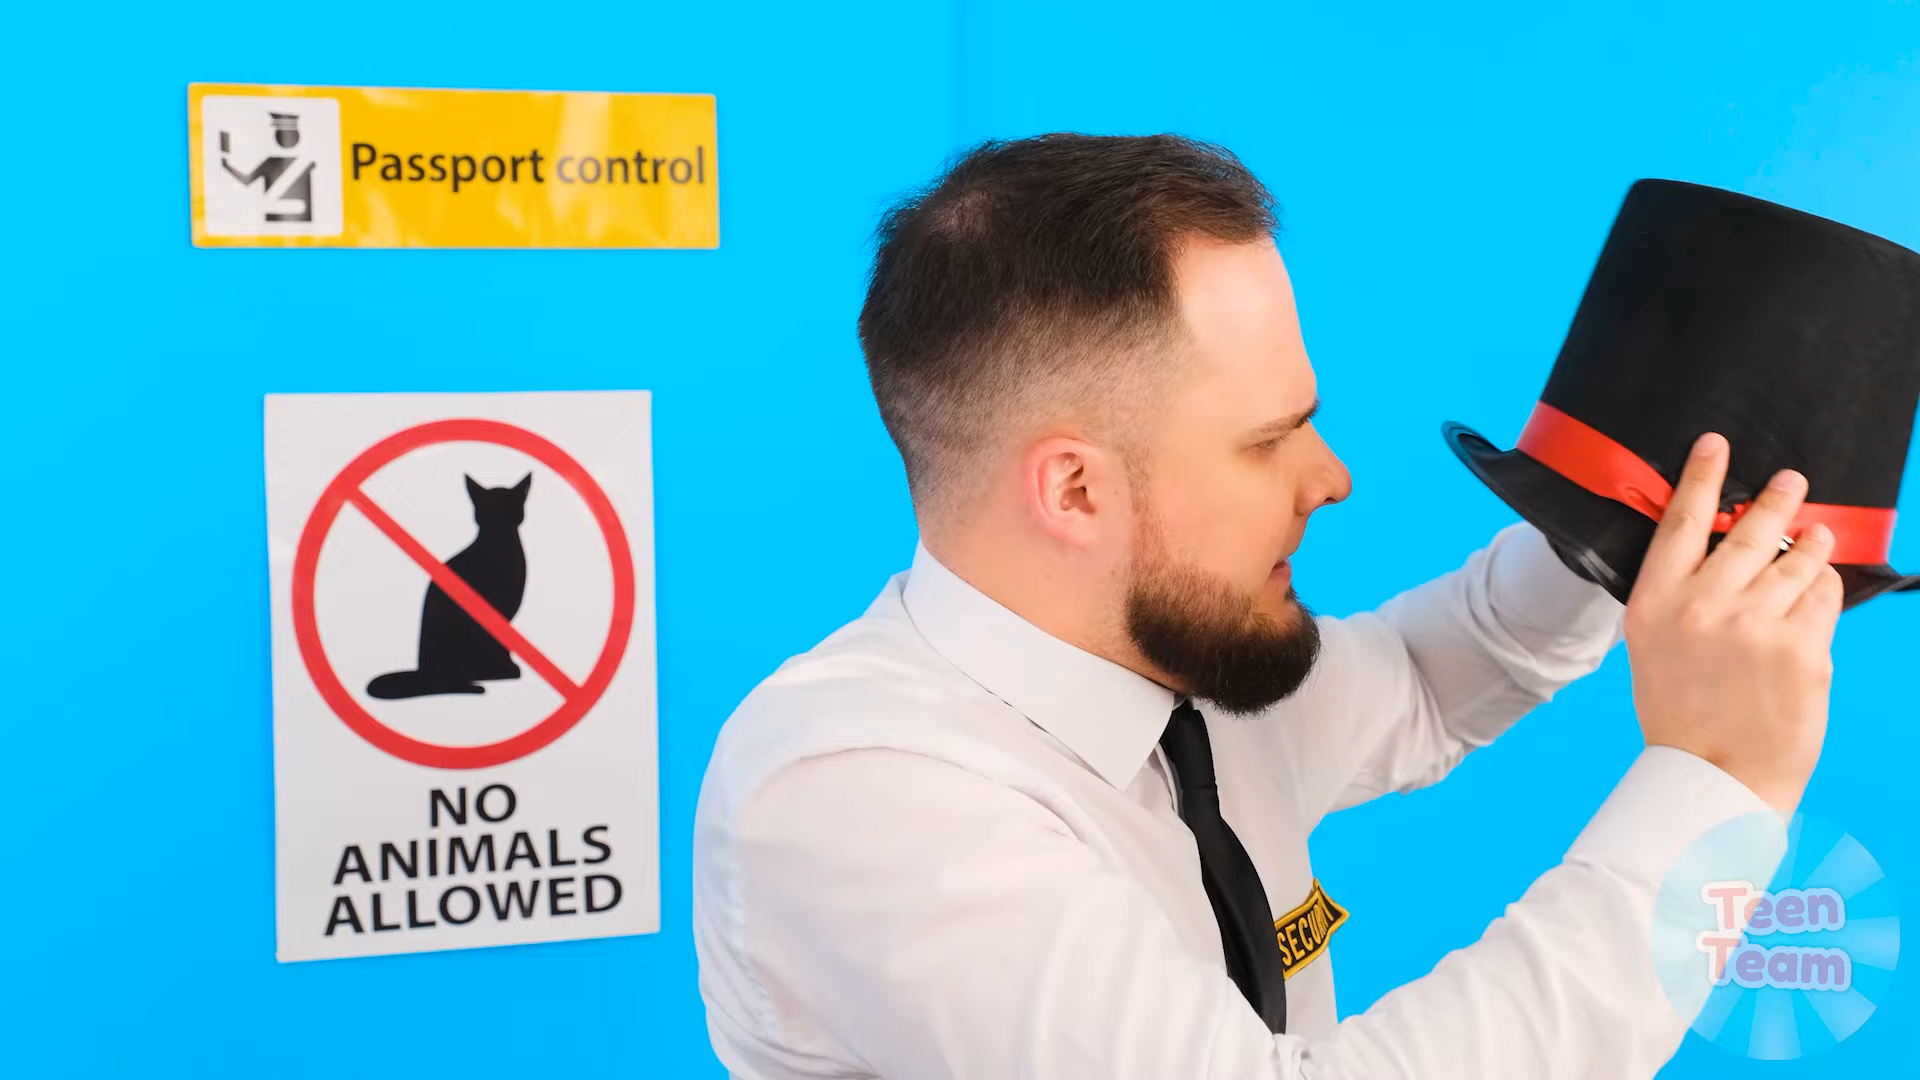 Passport control
NO
ANIMALS
ALLOWED
SECURITY
Teen
Team